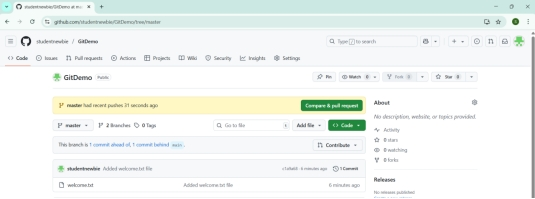 studentnewbie/GitDemo at ma
github.com/studentnewbie/GitDemo/tree/master
studentnewbie / GitDemo
Type / to search
Code Issues Pull requests Actions Projects Wiki Security Insights Settings
GitDemo Public
Pin Watch 0 Fork 0 Star 0
master had recent pushes 31 seconds ago
Compare & pull request
master 2 Branches 0 Tags
Go to file t Add file Code
This branch is 1 commit ahead of, 1 commit behind main.
Contribute
studentnewbie Added welcome.txt file
6 minutes ago 1 Commit
welcome.txt Added welcome.txt file 6 minutes ago
About
No description, website, or topics provided.
Activity
0 stars
0 watching
0 forks
Releases
No releases published